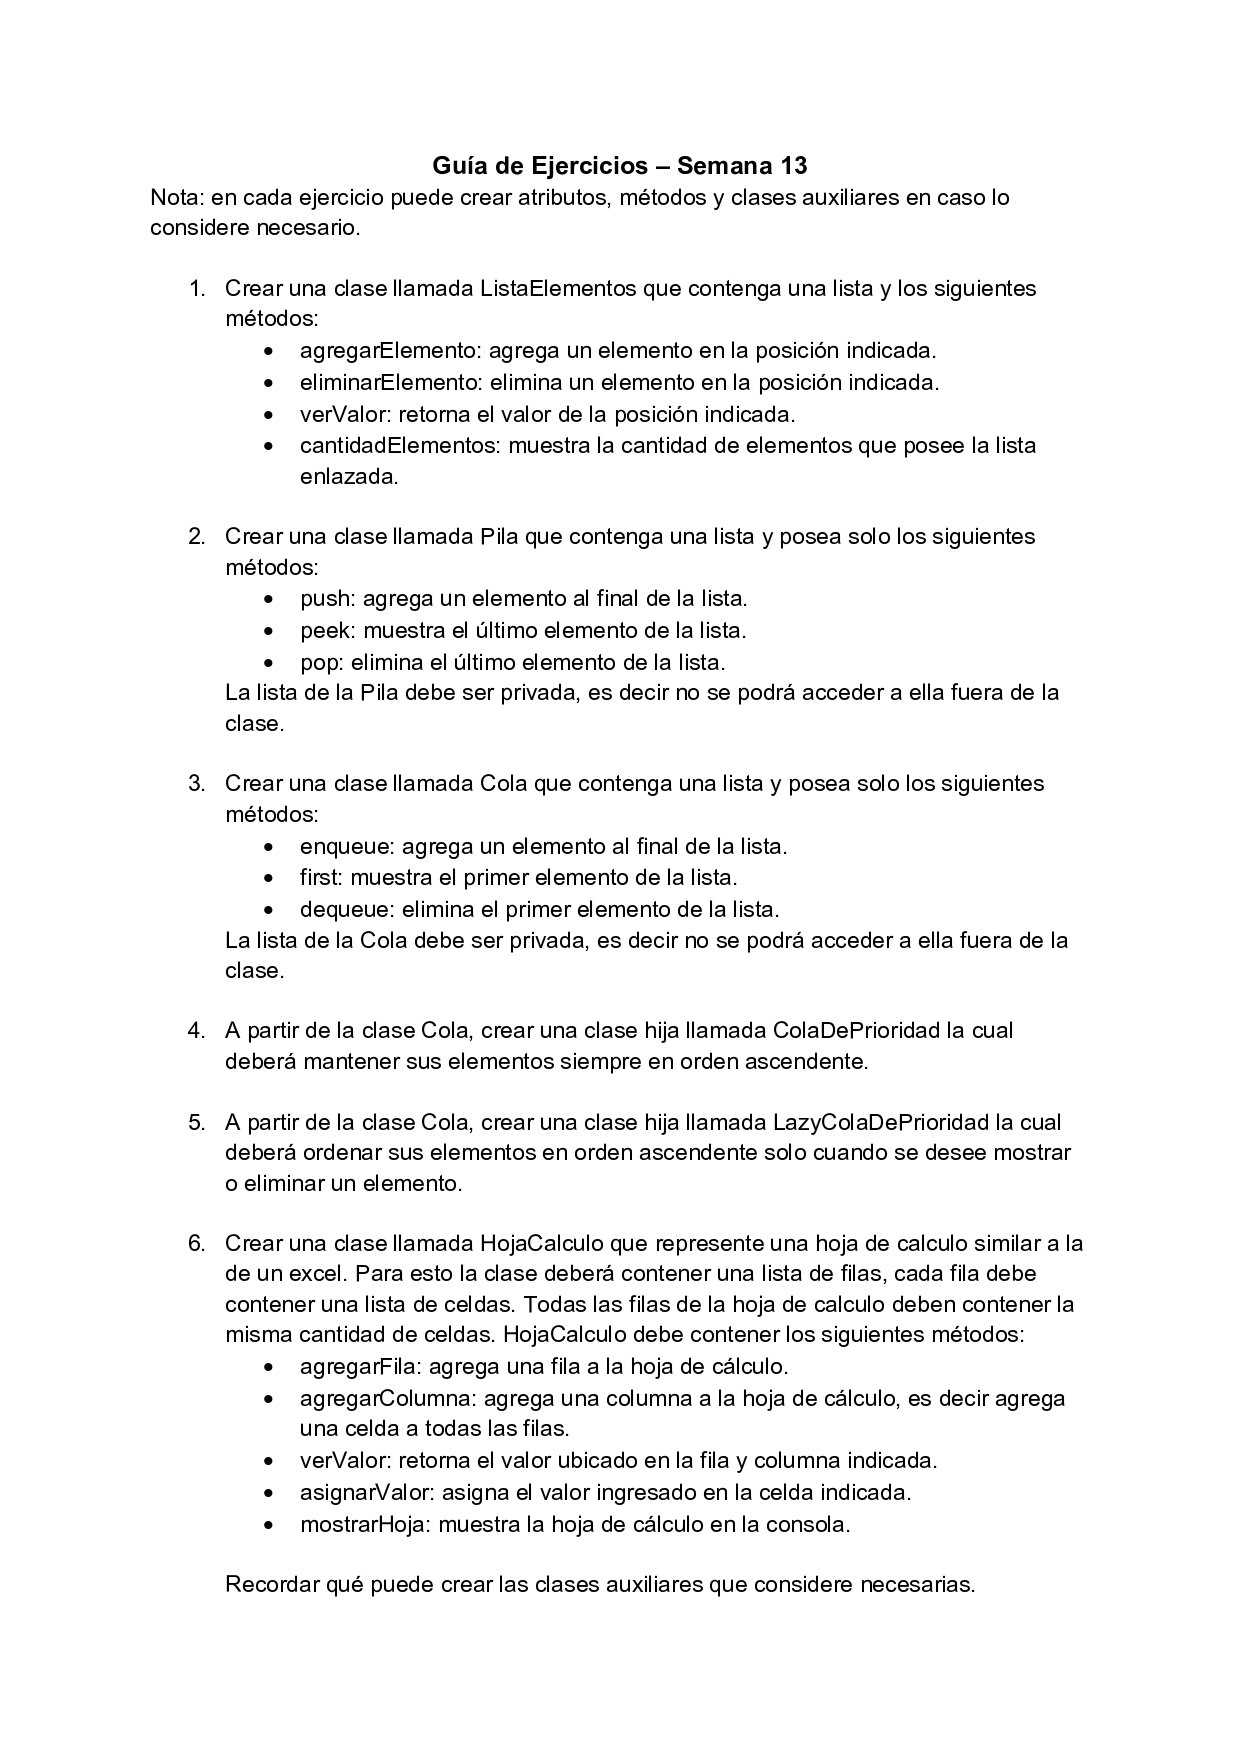 Guía de Ejercicios – Semana 13
Nota: en cada ejercicio puede crear atributos, métodos y clases auxiliares en caso lo
considere necesario.
1. Crear una clase llamada ListaElementos que contenga una lista y los siguientes
métodos:
• agregarElemento: agrega un elemento en la posición indicada.
• eliminarElemento: elimina un elemento en la posición indicada.
• verValor: retorna el valor de la posición indicada.
• cantidadElementos: muestra la cantidad de elementos que posee la lista
enlazada.
2. Crear una clase llamada Pila que contenga una lista y posea solo los siguientes
métodos:
• push: agrega un elemento al final de la lista.
• peek: muestra el último elemento de la lista.
• pop: elimina el último elemento de la lista.
La lista de la Pila debe ser privada, es decir no se podrá acceder a ella fuera de la
clase.
3. Crear una clase llamada Cola que contenga una lista y posea solo los siguientes
métodos:
• enqueue: agrega un elemento al final de la lista.
• first: muestra el primer elemento de la lista.
• dequeue: elimina el primer elemento de la lista.
La lista de la Cola debe ser privada, es decir no se podrá acceder a ella fuera de la
clase.
4. A partir de la clase Cola, crear una clase hija llamada ColaDePrioridad la cual
deberá mantener sus elementos siempre en orden ascendente.
5. A partir de la clase Cola, crear una clase hija llamada LazyColaDePrioridad la cual
deberá ordenar sus elementos en orden ascendente solo cuando se desee mostrar
o eliminar un elemento.
6. Crear una clase llamada HojaCalculo que represente una hoja de calculo similar a la
de un excel. Para esto la clase deberá contener una lista de filas, cada fila debe
contener una lista de celdas. Todas las filas de la hoja de calculo deben contener la
misma cantidad de celdas. HojaCalculo debe contener los siguientes métodos:
• agregarFila: agrega una fila a la hoja de cálculo.
• agregarColumna: agrega una columna a la hoja de cálculo, es decir agrega
una celda a todas las filas.
• verValor: retorna el valor ubicado en la fila y columna indicada.
• asignarValor: asigna el valor ingresado en la celda indicada.
• mostrarHoja: muestra la hoja de cálculo en la consola.
Recordar qué puede crear las clases auxiliares que considere necesarias.